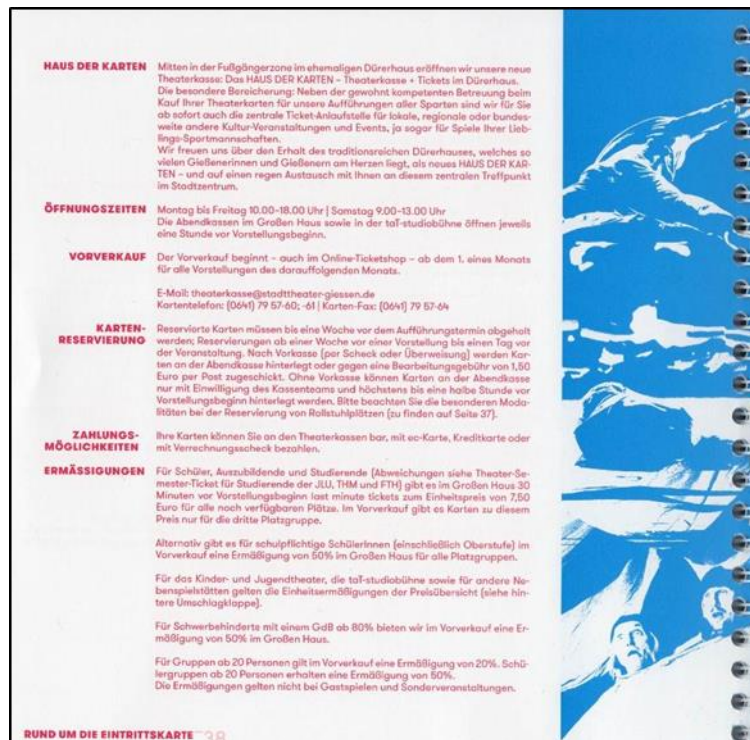 HAUS DER KARTEN
Mitten in der Fußgängerzone im ehemaligen Dürerhaus eröffnen wir unsere neue
Theaterkasse: Das HAUS DER KARTEN – Theaterkasse + Tickets im Dürerhaus.
Die besondere Bereicherung: Neben der gewohnt kompetenten Betreuung beim
Kauf Ihrer Theaterkarten für unsere Aufführungen aller Sparten sind wir für Sie
ab sofort auch die zentrale Ticket-Anlaufstelle für lokale, regionale oder bundes-
weite andere Kultur-Veranstaltungen und Events, ja sogar für Spiele Ihrer Lieb-
lings-Sportmannschaften.
Wir freuen uns über den Erhalt des traditionsreichen Dürerhauses, welches so
vielen Gießenerinnen und Gießenern am Herzen liegt, als neues HAUS DER KAR-
TEN – und auf einen regen Austausch mit Ihnen an diesem zentralen Treffpunkt
im Stadtzentrum.
ÖFFNUNGSZEITEN
Montag bis Freitag 10.00–18.00 Uhr | Samstag 9.00–13.00 Uhr
Die Abendkassen im Großen Haus sowie in der taT-studiobühne öffnen jeweils
eine Stunde vor Vorstellungsbeginn.
VORVERKAUF
Der Vorverkauf beginnt – auch im Online-Ticketshop – ab dem 1. eines Monats
für alle Vorstellungen des darauffolgenden Monats.
E-Mail: theaterkasse@stadttheater-giessen.de
Kartentelefon: (0641) 79 57-60; -61 | Karten-Fax: (0641) 79 57-64
KARTEN-
RESERVIERUNG
Reservierte Karten müssen bis eine Woche vor dem Aufführungstermin abgeholt
werden; Reservierungen ab einer Woche vor einer Vorstellung bis einen Tag vor
der Veranstaltung. Nach Vorkasse (per Scheck oder Überweisung) werden Kar-
ten an der Abendkasse hinterlegt oder gegen eine Bearbeitungsgebühr von 1,50
Euro per Post zugeschickt. Ohne Vorkasse können Karten an der Abendkasse
nur mit Einwilligung des Kassenteams und höchstens bis eine halbe Stunde vor
Vorstellungsbeginn hinterlegt werden. Bitte beachten Sie die besonderen Moda-
litäten bei der Reservierung von Rollstuhlplätzen (zu finden auf Seite 37).
ZAHLUNGS-
MÖGLICHKEITEN
Ihre Karten können Sie an den Theaterkassen bar, mit ec-Karte, Kreditkarte oder
mit Verrechnungsscheck bezahlen.
ERMÄSSIGUNGEN
Für Schüler, Auszubildende und Studierende (Abweichungen siehe Theater-Se-
mester-Ticket für Studierende der JLU, THM und FTH) gibt es im Großen Haus 30
Minuten vor Vorstellungsbeginn last minute tickets zum Einheitspreis von 7,50
Euro für alle noch verfügbaren Plätze. Im Vorverkauf gibt es Karten zu diesem
Preis nur für die dritte Platzgruppe.
Alternativ gibt es für schulpflichtige SchülerInnen (einschließlich Oberstufe) im
Vorverkauf eine Ermäßigung von 50% im Großen Haus für alle Platzgruppen.
Für das Kinder- und Jugendtheater, die taT-studiobühne sowie für andere Ne-
benspielstätten gelten die Einheitsermäßigungen der Preisübersicht (siehe hin-
tere Umschlagklappe).
Für Schwerbehinderte mit einem GdB ab 80% bieten wir im Vorverkauf eine Er-
mäßigung von 50% im Großen Haus.
Für Gruppen ab 20 Personen gilt im Vorverkauf eine Ermäßigung von 20%. Schü-
lergruppen ab 20 Personen erhalten eine Ermäßigung von 50%.
Die Ermäßigungen gelten nicht bei Gastspielen und Sonderveranstaltungen.
RUND UM DIE EINTRITTSKARTE 38